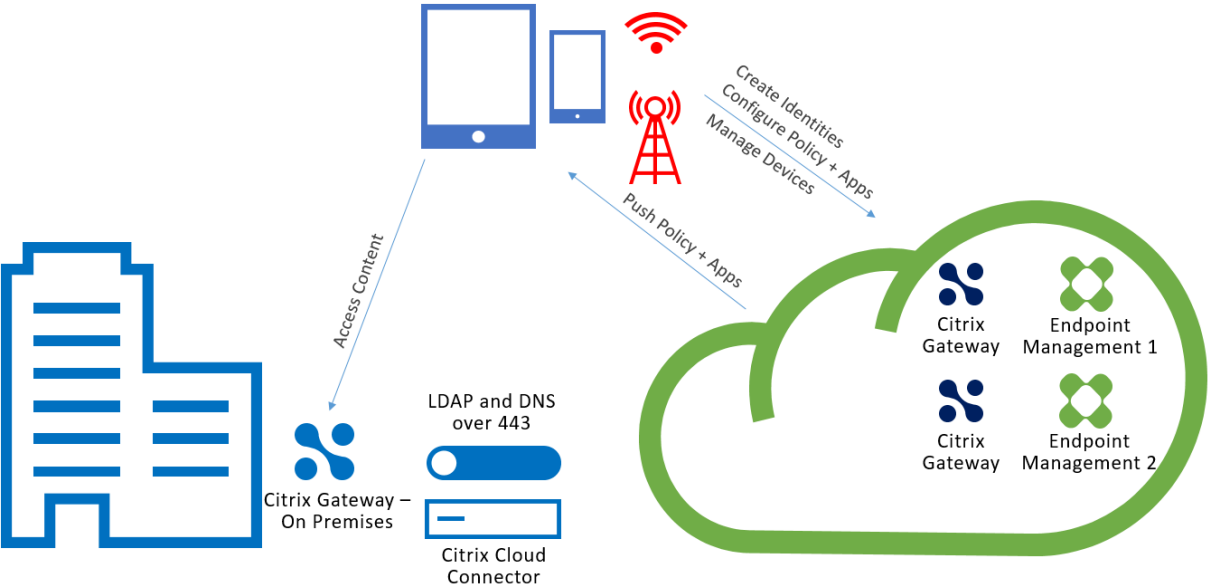 Create Identities
Configure Policy + Apps
Manage Devices
Push Policy + Apps
Access Content
Citrix
Gateway
Endpoint
Management 1
Citrix
Gateway
Endpoint
Management 2
LDAP and DNS
over 443
Citrix Gateway –
On Premises
Citrix Cloud
Connector